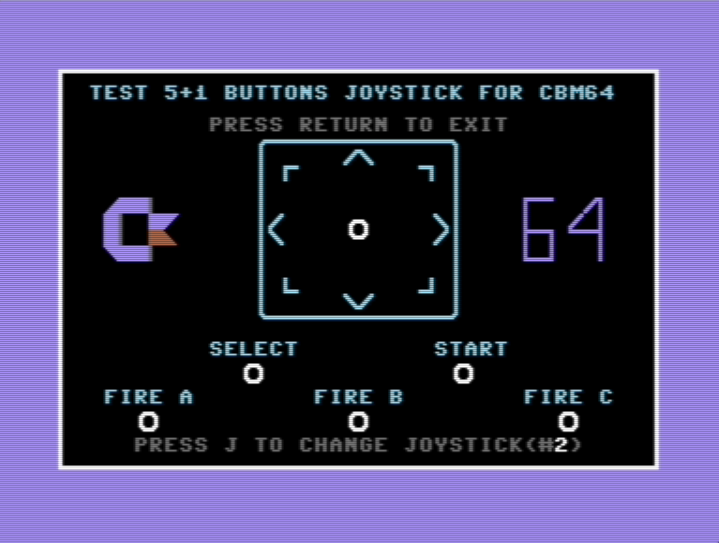 TEST 5+1 BUTTONS JOYSTICK FOR CBM64
PRESS RETURN TO EXIT
64
SELECT START
FIRE A FIRE B FIRE C
PRESS J TO CHANGE JOYSTICK(#2)